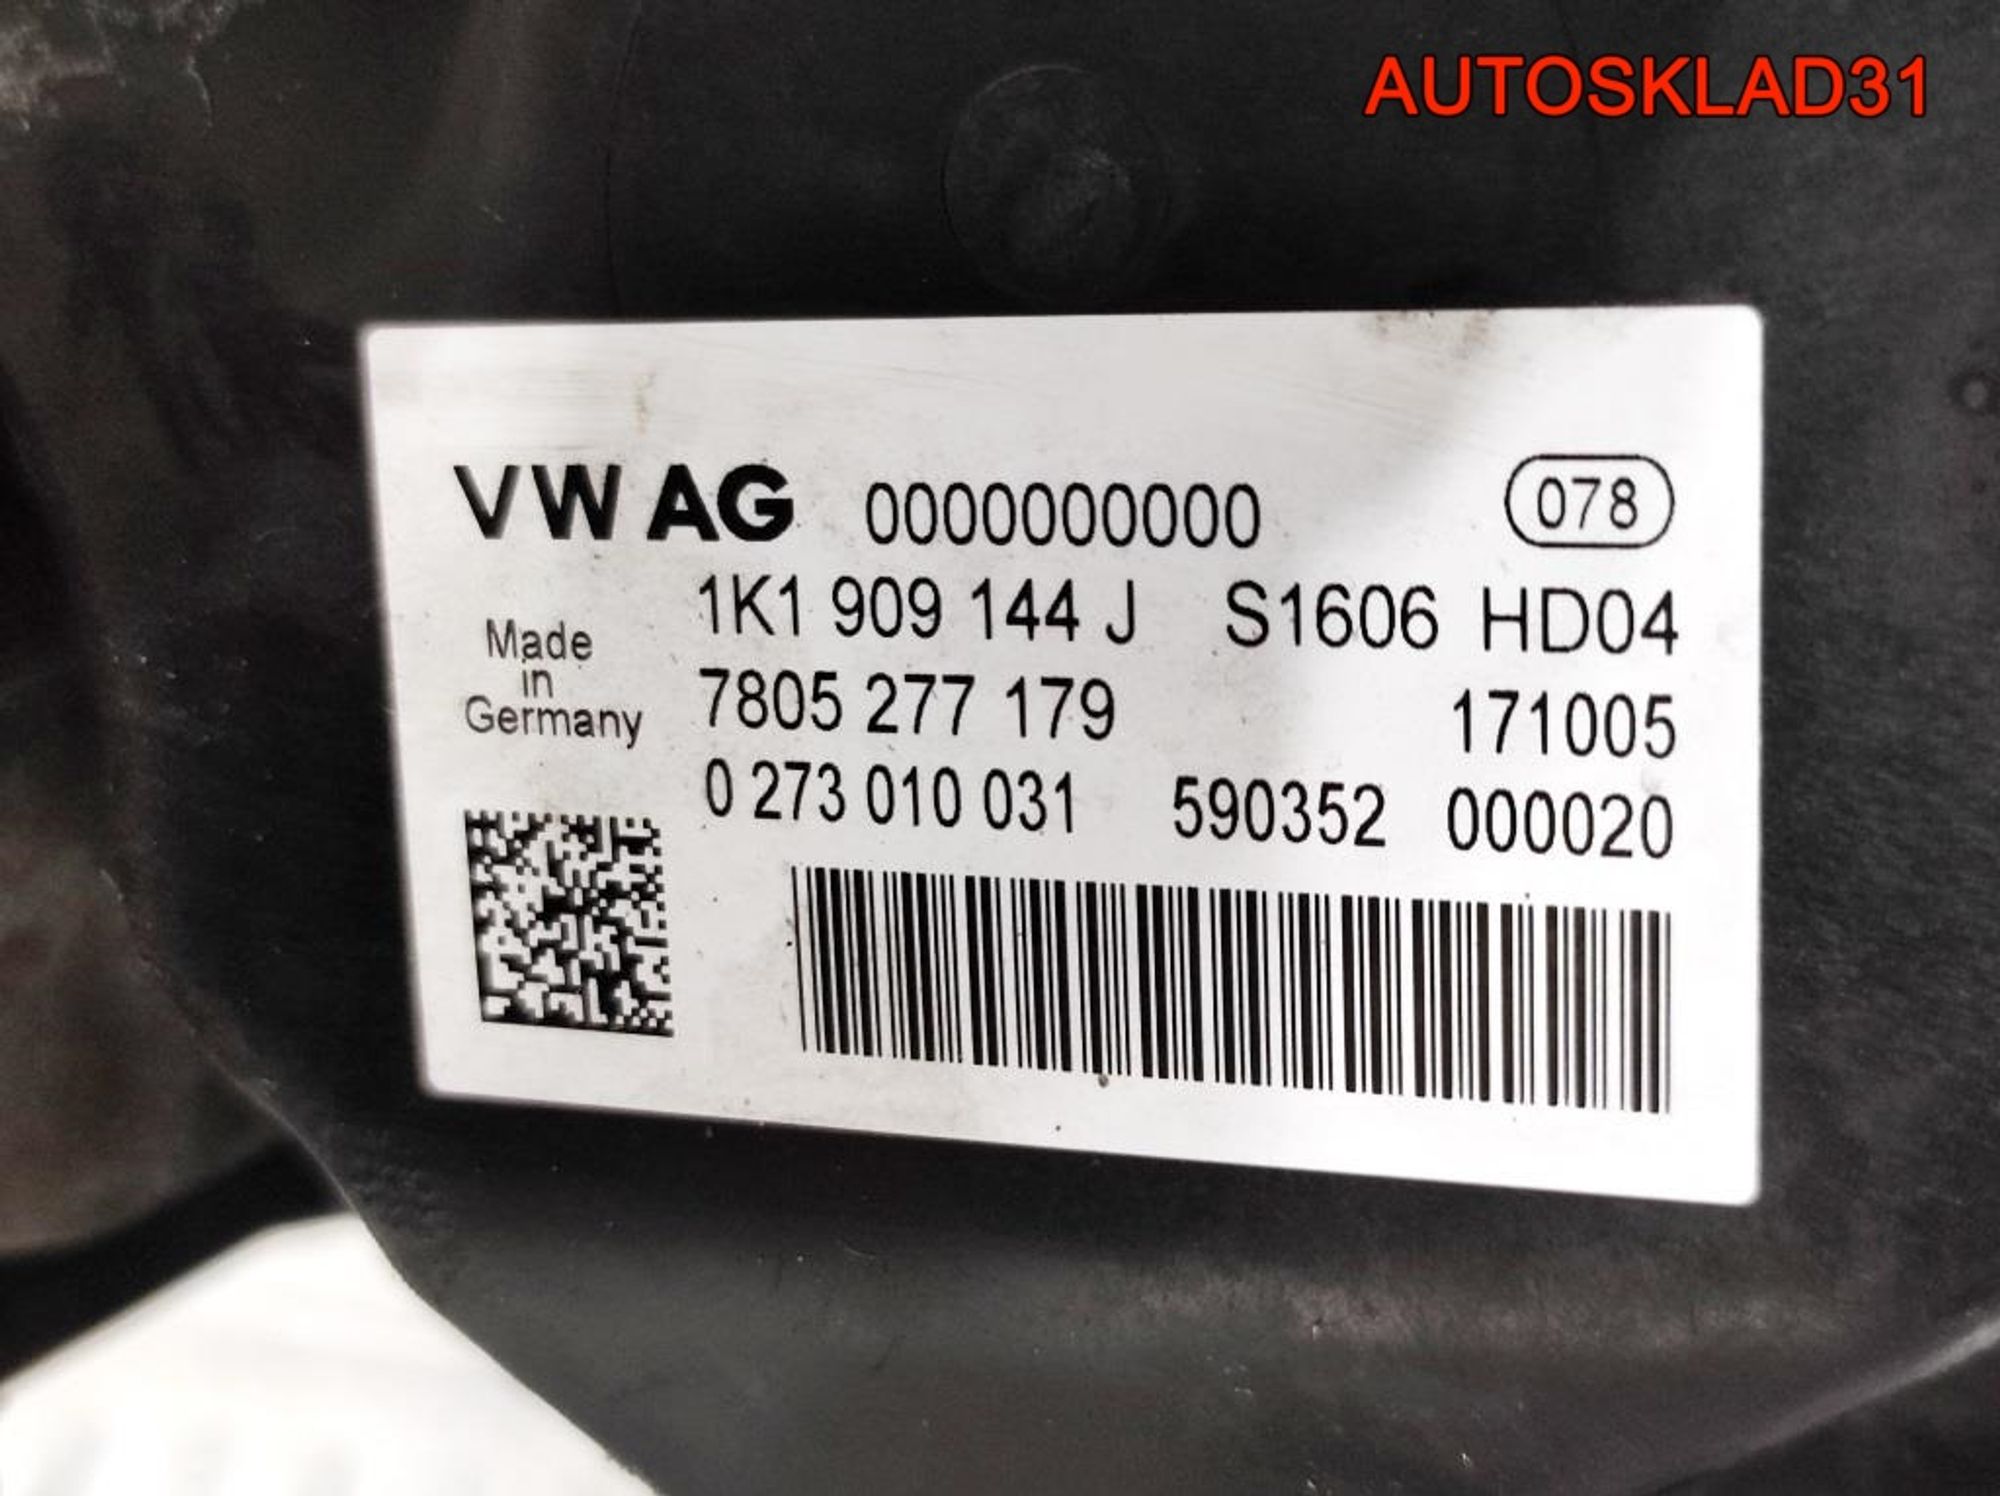 AUTOSKLAD31
VW AG 0000000000 078
1K1 909 144 J S1606 HD04
Made
in
Germany
7805 277 179 171005
0 273 010 031 590352 000020